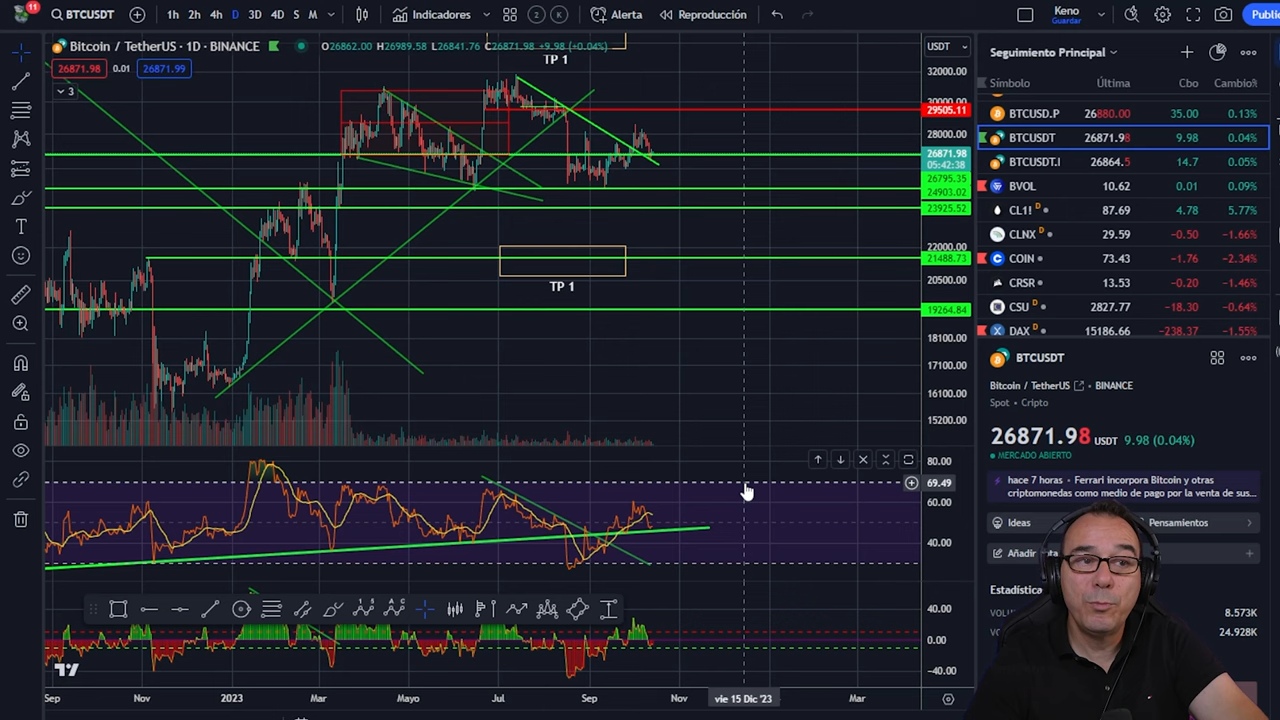 11
BTCUSDT
1h 2h 4h D 3D 4D S M
Indicadores
2
K
Alerta
Reproducción
Keno
Guardar
Public
Bitcoin / TetherUS · 1D · BINANCE
O26862.00 H26989.58 L26841.76 C26871.98 +9.98 (+0.04%)
26871.98 0.01 26871.99
3
TP 1
TP 1
USDT
32000.00
30000.00
29505.11
28000.00
26871.98
05:42:38
26795.35
24903.02
23925.52
22000.00
21488.73
20500.00
19264.84
18100.00
17100.00
16100.00
15200.00
80.00
69.49
60.00
40.00
40.00
0.00
−40.00
Sep Nov 2023 Mar Mayo Jul Sep Nov vie 15 Dic '23 Mar
Seguimiento Principal
Símbolo Última Cbo Cambio%
BTCUSD.P 26880.00 35.00 0.13%
BTCUSDT 26871.98 9.98 0.04%
BTCUSDT.I 26864.5 14.7 0.05%
BVOL 10.62 0.01 0.09%
CL1! D 87.69 4.78 5.77%
CLNX D 29.59 -0.50 -1.66%
COIN 73.43 -1.76 -2.34%
CRSR 13.53 -0.20 -1.46%
CSU D 2827.77 -18.30 -0.64%
DAX D 15186.66 -238.37 -1.55%
BTCUSDT
Bitcoin / TetherUS BINANCE
Spot • Cripto
26871.98 USDT 9.98 (0.04%)
MERCADO ABIERTO
hace 7 horas • Ferrari incorpora Bitcoin y otras
criptomonedas como medio de pago por la venta de sus...
Ideas
Pensamientos
Añadir
Estadística
8.573K
24.928K